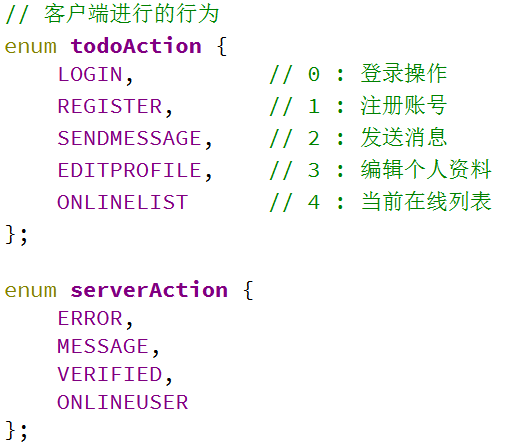 // 客户端进行的行为
enum todoAction {
    LOGIN,          // 0 : 登录操作
    REGISTER,       // 1 : 注册账号
    SENDMESSAGE,    // 2 : 发送消息
    EDITPROFILE,    // 3 : 编辑个人资料
    ONLINELIST      // 4 : 当前在线列表
};

enum serverAction {
    ERROR,
    MESSAGE,
    VERIFIED,
    ONLINEUSER
};